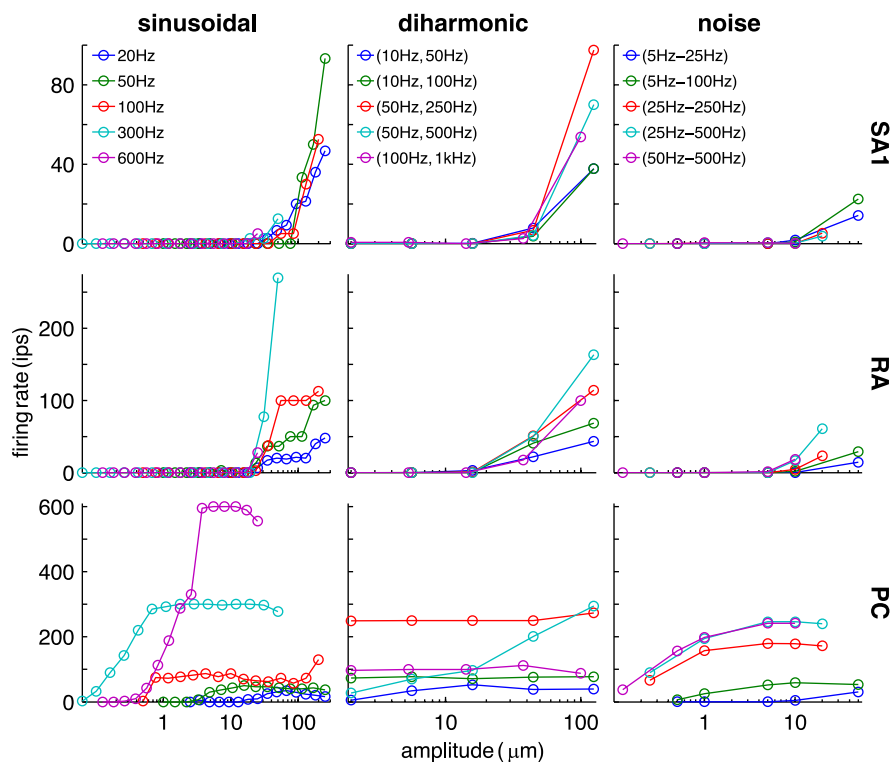 sinusoidal
diharmonic
noise
20Hz
50Hz
100Hz
300Hz
600Hz
(10Hz, 50Hz)
(10Hz, 100Hz)
(50Hz, 250Hz)
(50Hz, 500Hz)
(100Hz, 1kHz)
(5Hz−25Hz)
(5Hz−100Hz)
(25Hz−250Hz)
(25Hz−500Hz)
(50Hz−500Hz)
80
40
0
SA1
200
100
0
RA
firing rate (ips)
600
400
300
200
100
0
PC
1
10
100
10
100
1
10
amplitude ( μm)